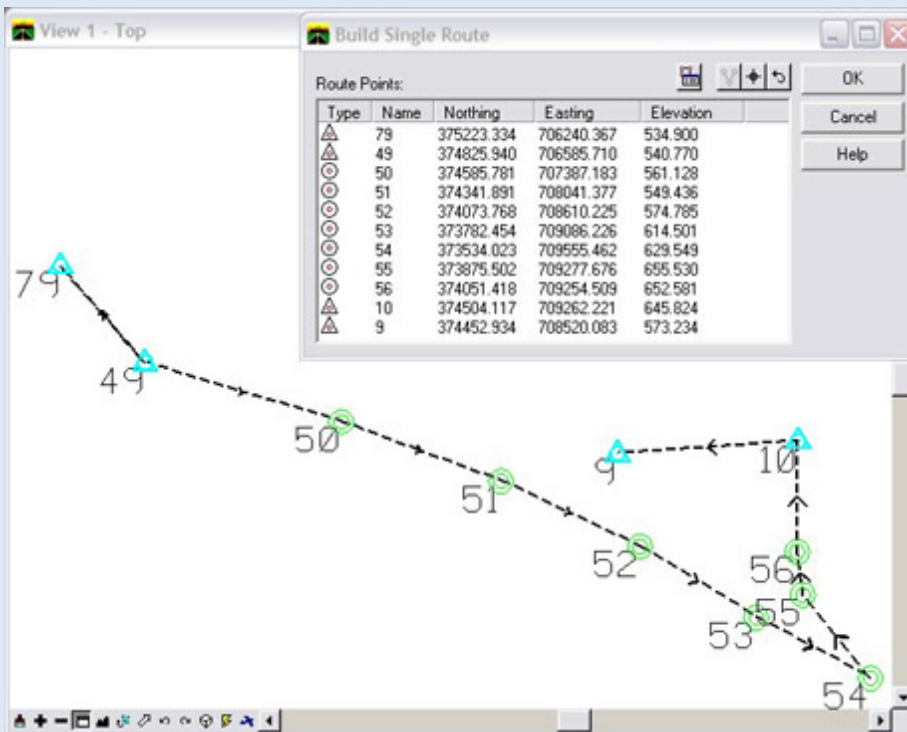 View 1 - Top
Build Single Route
Route Points:
OK
Cancel
Help
Type Name Northing Easting Elevation
79 375223.334 706240.367 534.900
49 374825.940 706585.710 540.770
50 374585.781 707387.183 561.128
51 374341.891 708041.377 549.436
52 374073.768 708610.225 574.785
53 373782.454 709086.226 614.501
54 373534.023 709555.462 629.549
55 373875.502 709277.676 655.530
56 374051.418 709254.509 652.581
10 374504.117 709262.221 645.824
9 374452.934 708520.083 573.234
79
49
50
51
52
53
54
55
56
10
9